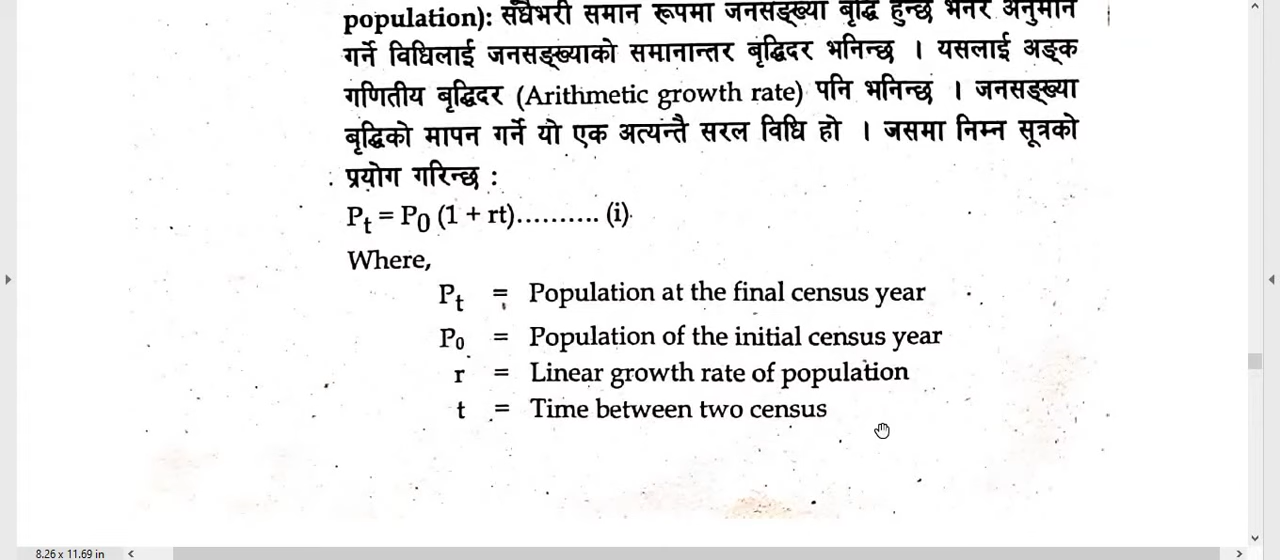 population): सधैंभरी समान रूपमा जनसङ्ख्या बृद्धि हुन्छ भनेर अनुमान
गर्ने विधिलाई जनसङ्ख्याको समानान्तर बृद्धिदर भनिन्छ । यसलाई अङ्क
गणितीय बृद्धिदर (Arithmetic growth rate) पनि भनिन्छ । जनसङ्ख्या
बृद्धिको मापन गर्ने यो एक अत्यन्तै सरल विधि हो । जसमा निम्न सूत्रको
प्रयोग गरिन्छ :
Pt = P0 (1 + rt).......... (i)
Where,
Pt = Population at the final census year
P0 = Population of the initial census year
r = Linear growth rate of population
t = Time between two census
8.26 x 11.69 in